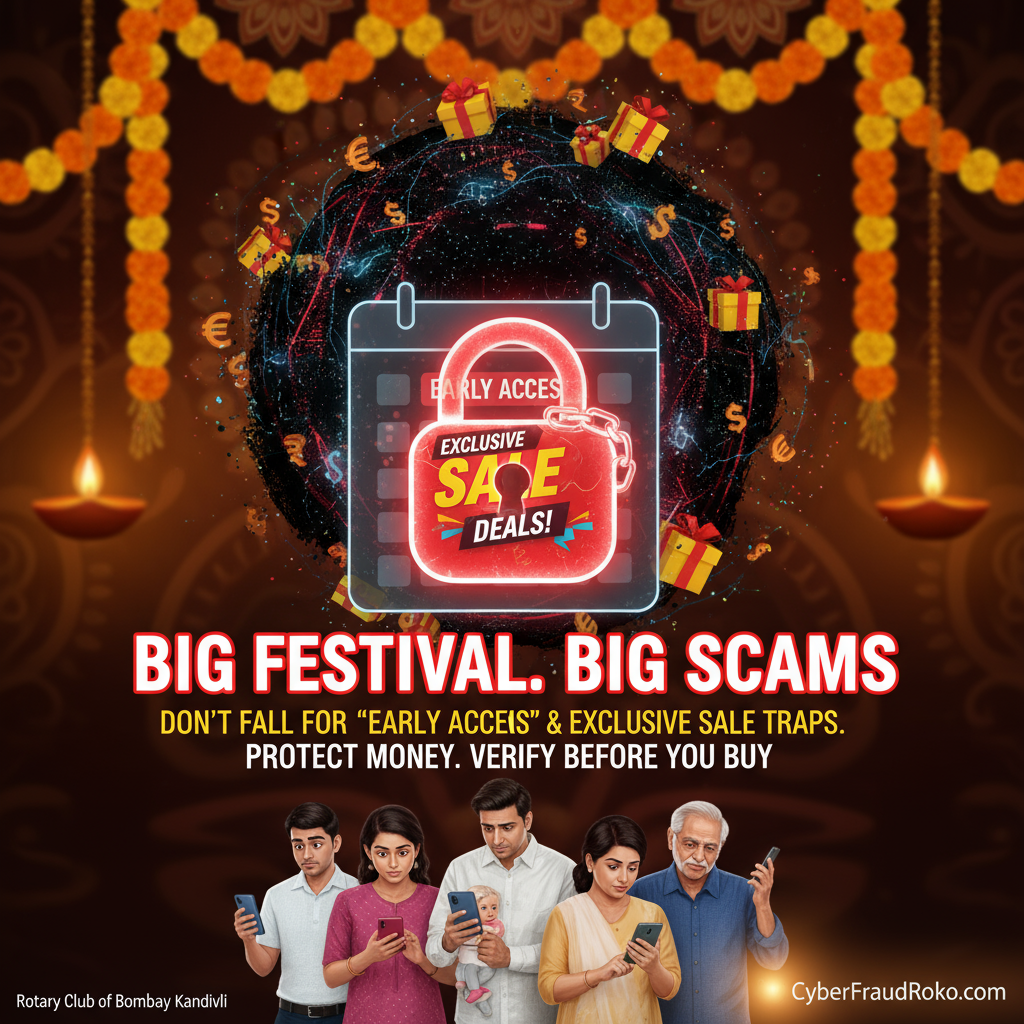 EARLY ACCES
EXCLUSIVE
SALE
DEALS!
BIG FESTIVAL. BIG SCAMS
DON'T FALL FOR “EARLY ACCEIS” & EXCLUSIVE SALE TRAPS.
PROTECT MONEY. VERIFY BEFORE YOU BUY
Rotary Club of Bombay Kandivli
CyberFraudRoko.com